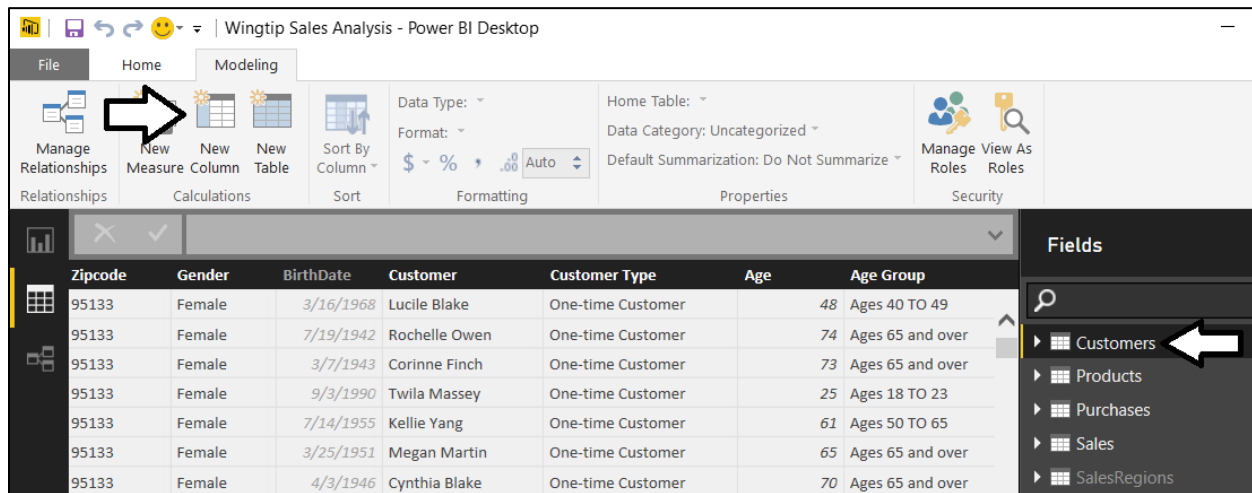 Wingtip Sales Analysis - Power BI Desktop
File Home Modeling
Manage Relationships
New Measure
New Column
New Table
Sort By Column
Data Type:
Format:
$ % , .00 Auto
Home Table:
Data Category: Uncategorized
Default Summarization: Do Not Summarize
Manage Roles
View As Roles
Relationships Calculations Sort Formatting Properties Security
Fields
Zipcode Gender BirthDate Customer Customer Type Age Age Group
95133 Female 3/16/1968 Lucile Blake One-time Customer 48 Ages 40 TO 49
95133 Female 7/19/1942 Rochelle Owen One-time Customer 74 Ages 65 and over
95133 Female 3/7/1943 Corinne Finch One-time Customer 73 Ages 65 and over
95133 Female 9/3/1990 Twila Massey One-time Customer 25 Ages 18 TO 23
95133 Female 7/14/1955 Kellie Yang One-time Customer 61 Ages 50 TO 65
95133 Female 3/25/1951 Megan Martin One-time Customer 65 Ages 65 and over
95133 Female 4/3/1946 Cynthia Blake One-time Customer 70 Ages 65 and over
Customers
Products
Purchases
Sales
SalesRegions